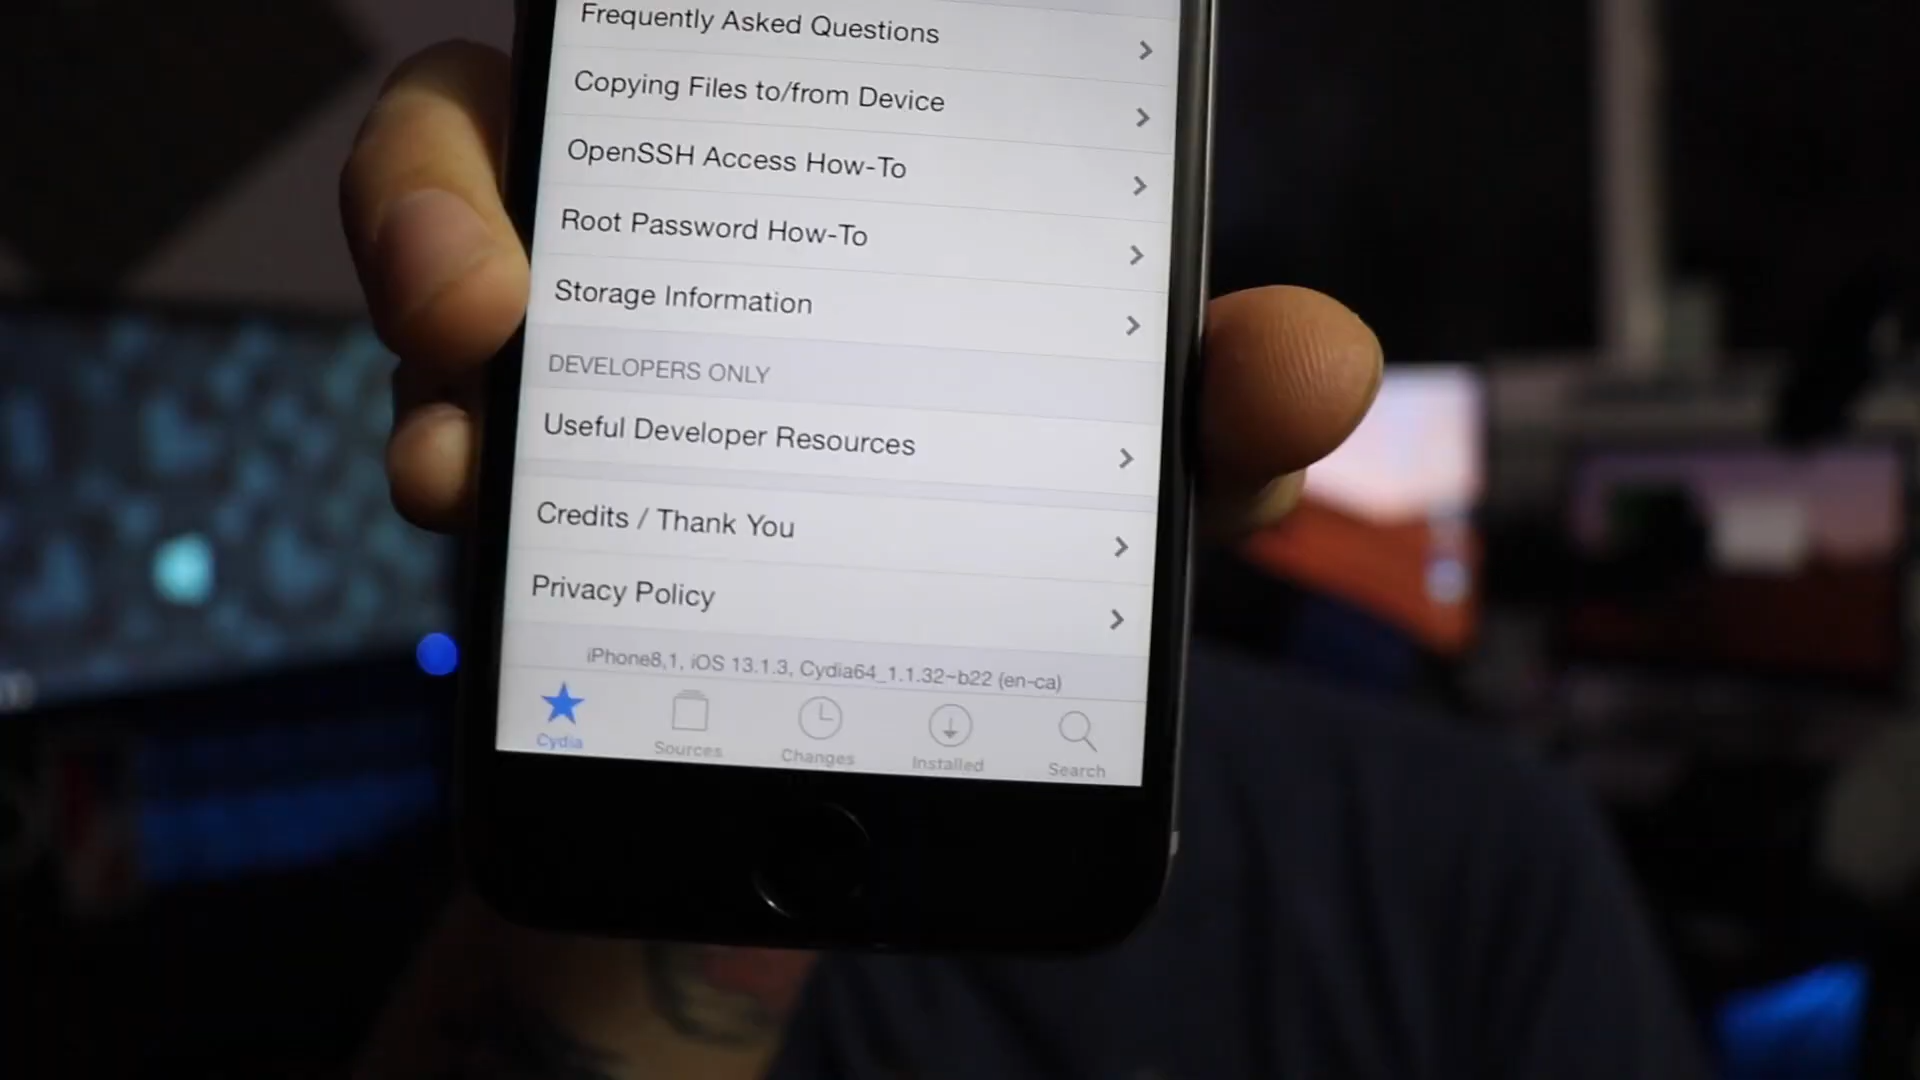 Frequently Asked Questions
Copying Files to/from Device
OpenSSH Access How-To
Root Password How-To
Storage Information
DEVELOPERS ONLY
Useful Developer Resources
Credits / Thank You
Privacy Policy
iPhone8,1, iOS 13.1.3, Cydia64_1.1.32~b22 (en-ca)
Cydia
Sources
Changes
Installed
Search